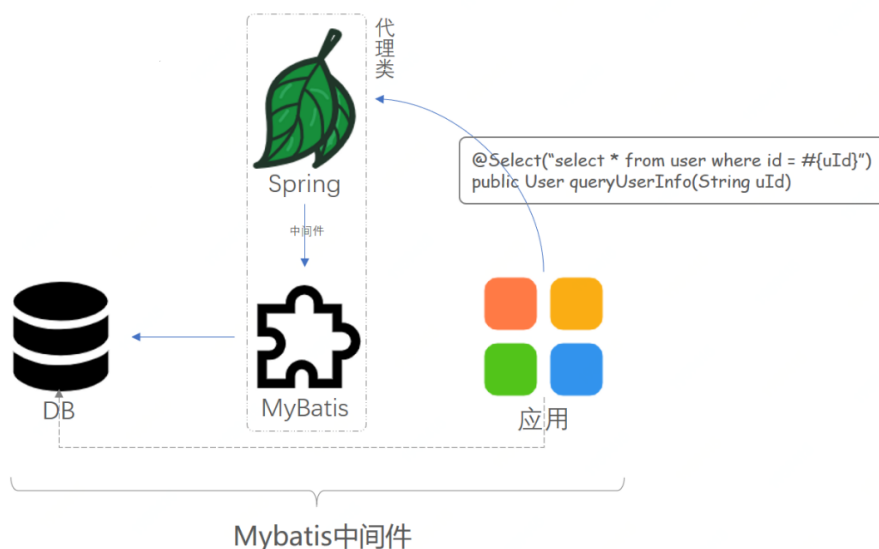 代理类
Spring
@Select(“select * from user where id = #{uId}”)
public User queryUserInfo(String uId)
中间件
DB
MyBatis
应用
Mybatis中间件